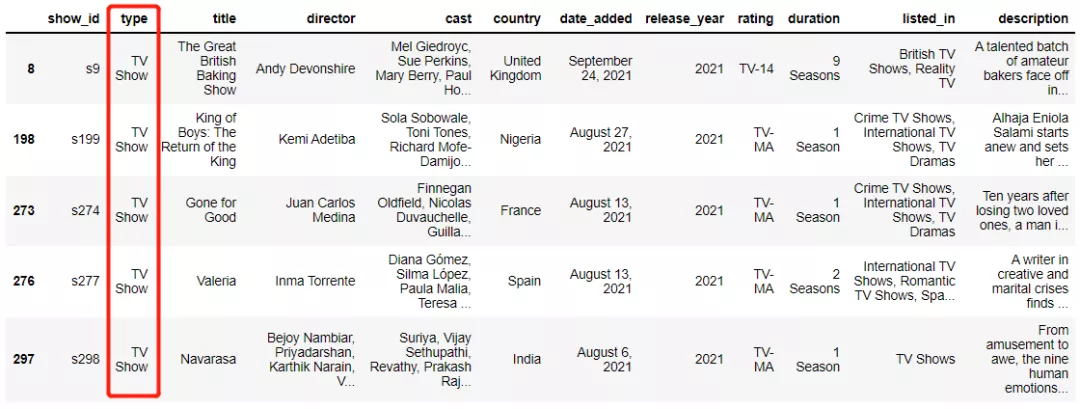 show_id type title director cast country date_added release_year rating duration listed_in description
8
s9
TV
Show
The Great
British
Baking
Show
Andy Devonshire
Mel Giedroyc,
Sue Perkins,
Mary Berry, Paul
Ho...
United
Kingdom
September
24, 2021
2021
TV-14
9
Seasons
British TV
Shows, Reality
TV
A talented batch
of amateur
bakers face off
in...
198
s199
TV
Show
King of
Boys: The
Return of the
King
Kemi Adetiba
Sola Sobowale,
Toni Tones,
Richard Mofe-
Damijo...
Nigeria
August 27,
2021
2021
TV-
MA
1
Season
Crime TV Shows,
International TV
Shows, TV
Dramas
Alhaja Eniola
Salami starts
anew and sets
her ...
273
s274
TV
Show
Gone for
Good
Juan Carlos
Medina
Finnegan
Oldfield, Nicolas
Duvauchelle,
Guilla...
France
August 13,
2021
2021
TV-
MA
1
Season
Crime TV Shows,
International TV
Shows, TV
Dramas
Ten years after
losing two loved
ones, a man i...
276
s277
TV
Show
Valeria
Inma Torrente
Diana Gómez,
Silma López,
Paula Malia,
Teresa ...
Spain
August 13,
2021
2021
TV-
MA
2
Seasons
International TV
Shows, Romantic
TV Shows, Spa...
A writer in
creative and
marital crises
finds ...
297
s298
TV
Show
Navarasa
Bejoy Nambiar,
Priyadarshan,
Karthik Narain,
V...
Suriya, Vijay
Sethupathi,
Revathy, Prakash
Raj...
India
August 6,
2021
2021
TV-
MA
1
Season
TV Shows
From
amusement to
awe, the nine
human
emotions...